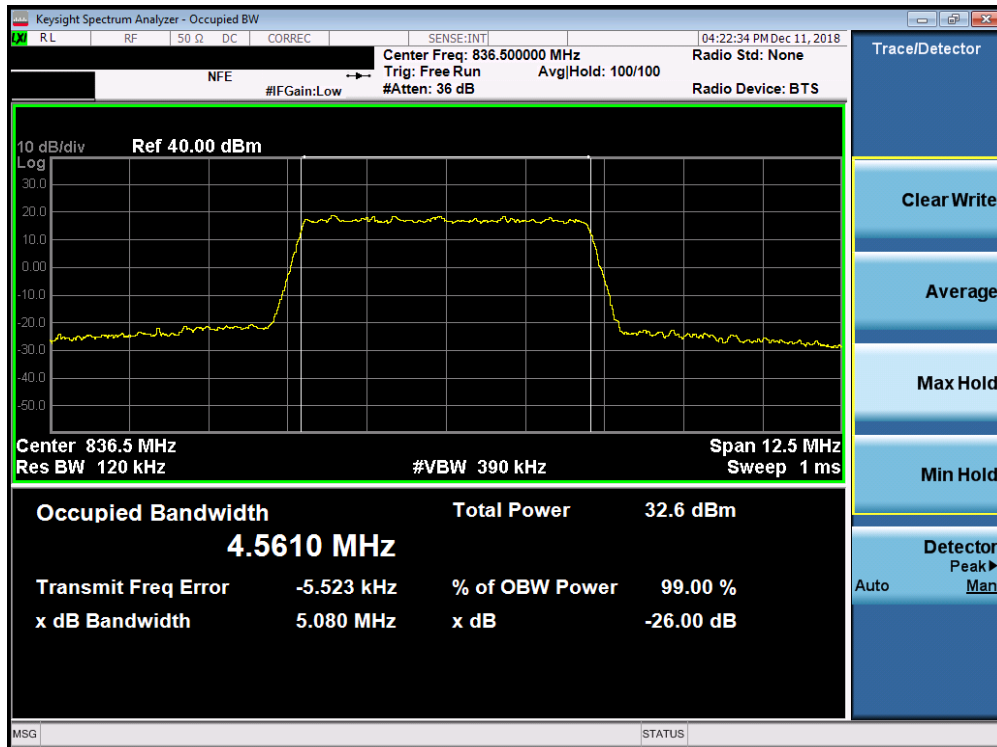 Keysight Spectrum Analyzer - Occupied BW
LXI RL RF 50 Ω DC CORREC SENSE:INT 04:22:34 PM Dec 11, 2018
Center Freq: 836.500000 MHz Radio Std: None
NFE Trig: Free Run Avg|Hold: 100/100
#IFGain:Low #Atten: 36 dB Radio Device: BTS
10 dB/div Ref 40.00 dBm
Log
30.0
20.0
10.0
0.00
-10.0
-20.0
-30.0
-40.0
-50.0
Center 836.5 MHz Span 12.5 MHz
Res BW 120 kHz #VBW 390 kHz Sweep 1 ms
Occupied Bandwidth Total Power 32.6 dBm
4.5610 MHz
Transmit Freq Error -5.523 kHz % of OBW Power 99.00 %
x dB Bandwidth 5.080 MHz x dB -26.00 dB
MSG STATUS
Trace/Detector
Clear Write
Average
Max Hold
Min Hold
Detector
Peak▶
Auto Man